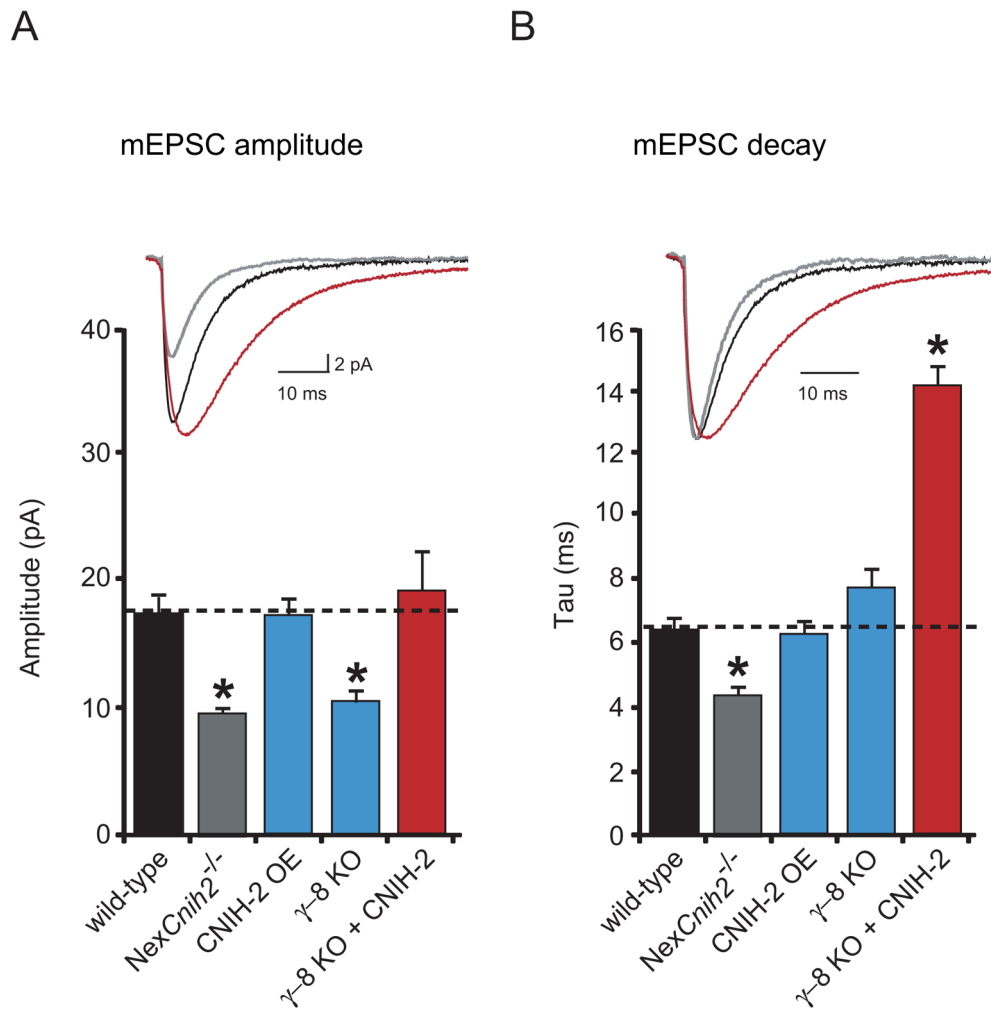 A
B
mEPSC amplitude
mEPSC decay
2 pA
10 ms
40
30
20
10
0
Amplitude (pA)
*
*
wild-type
NexCnih2-/-
CNIH-2 OE
γ–8 KO
γ–8 KO + CNIH-2
10 ms
16
14
12
10
8
6
4
2
0
Tau (ms)
*
*
wild-type
NexCnih2-/-
CNIH-2 OE
γ–8 KO
γ–8 KO + CNIH-2